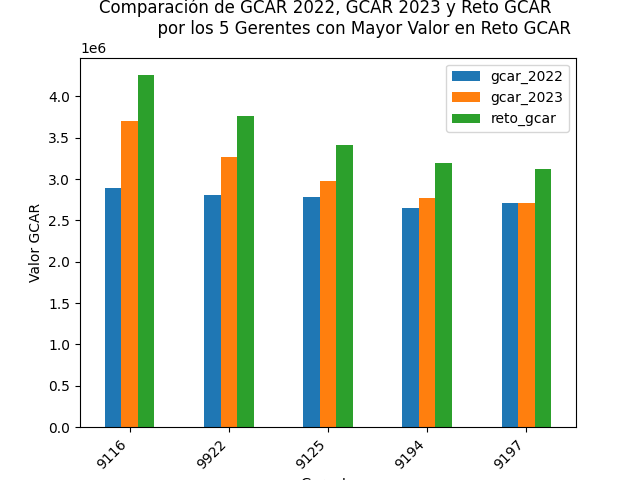 Comparación de GCAR 2022, GCAR 2023 y Reto GCAR
por los 5 Gerentes con Mayor Valor en Reto GCAR
1e6
gcar_2022
gcar_2023
reto_gcar
4.0
3.5
3.0
2.5
2.0
1.5
1.0
0.5
0.0
Valor GCAR
9116
9922
9125
9194
9197